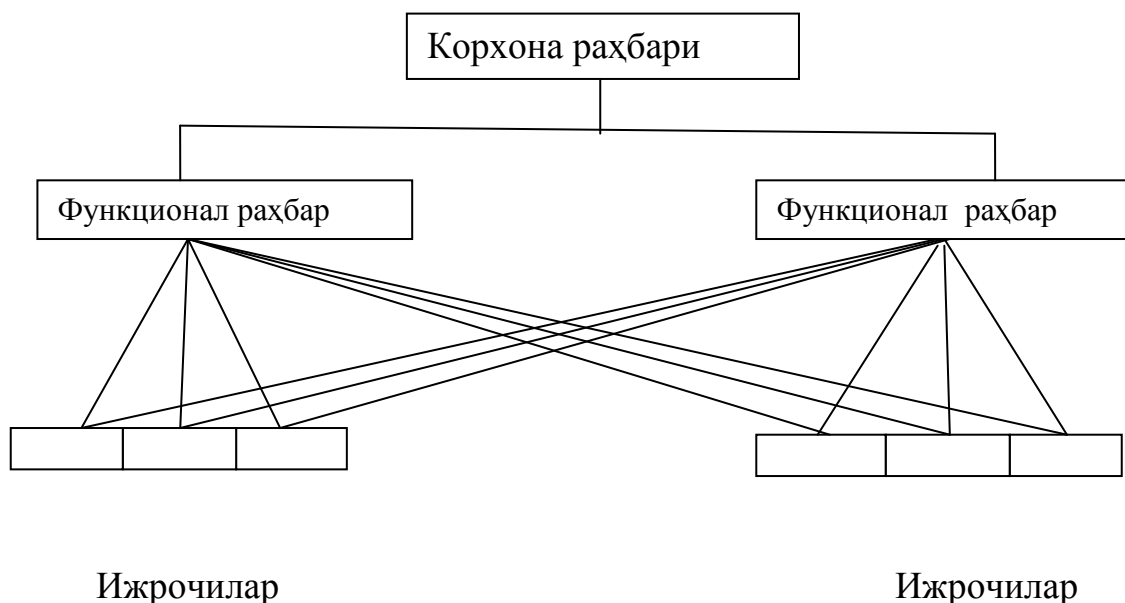 Корхона раҳбари
Функционал раҳбар
Функционал раҳбар
Ижрочилар
Ижрочилар